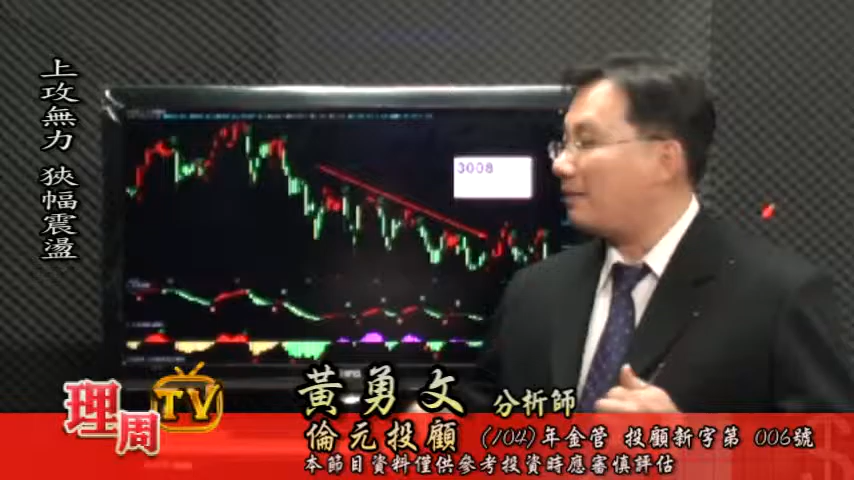 上攻無力 狹幅震盪
3008
理周TV
黃勇文 分析師
倫元投顧 (104)年金管 投顧新字第 006號
本節目資料僅供參考投資時應審慎評估